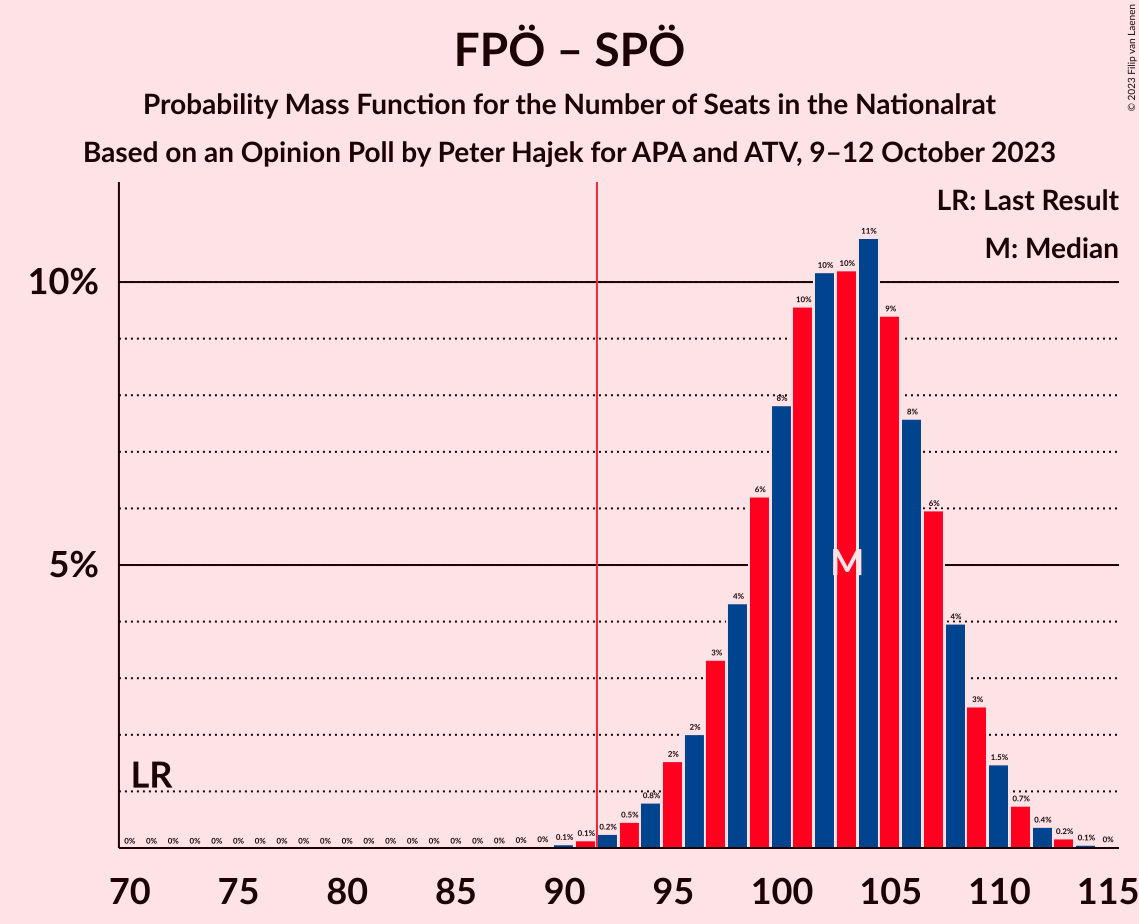 FPÖ – SPÖ
Probability Mass Function for the Number of Seats in the Nationalrat
Based on an Opinion Poll by Peter Hajek for APA and ATV, 9–12 October 2023
© 2023 Filip van Laenen
LR: Last Result
M: Median
10%
5%
LR
M
0% 0% 0% 0% 0% 0% 0% 0% 0% 0% 0% 0% 0% 0% 0% 0% 0% 0% 0% 0% 0.1% 0.1% 0.2% 0.5% 0.8% 2% 2% 3% 4% 6% 8% 10% 10% 10% 11% 9% 8% 6% 4% 3% 1.5% 0.7% 0.4% 0.2% 0.1% 0%
70 75 80 85 90 95 100 105 110 115